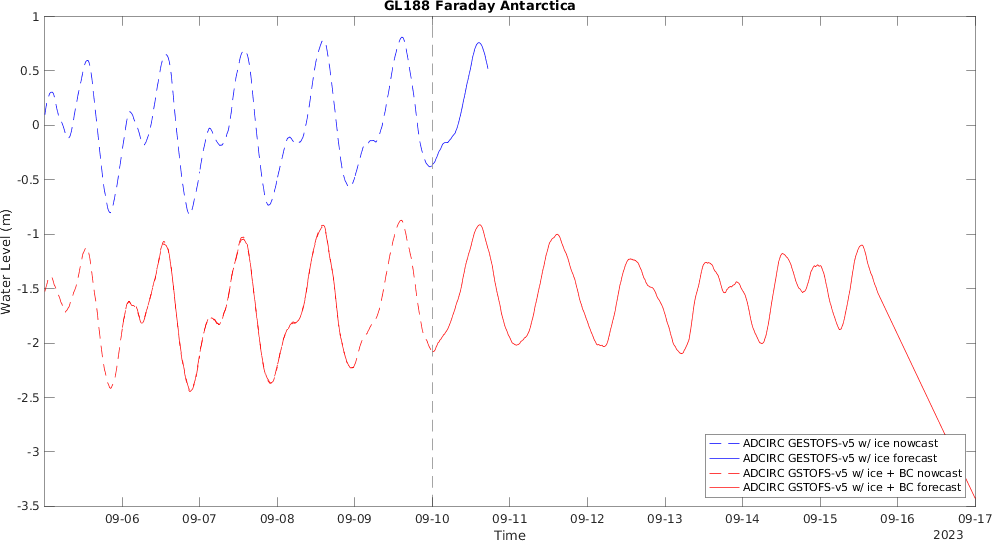 GL188 Faraday Antarctica
1
0.5
0
-0.5
-1
-1.5
-2
-2.5
-3
-3.5
Water Level (m)
ADCIRC GESTOFS-v5 w/ ice nowcast
ADCIRC GESTOFS-v5 w/ ice forecast
ADCIRC GSTOFS-v5 w/ ice + BC nowcast
ADCIRC GSTOFS-v5 w/ ice + BC forecast
09-06 09-07 09-08 09-09 09-10 09-11 09-12 09-13 09-14 09-15 09-16 09-17
Time
2023